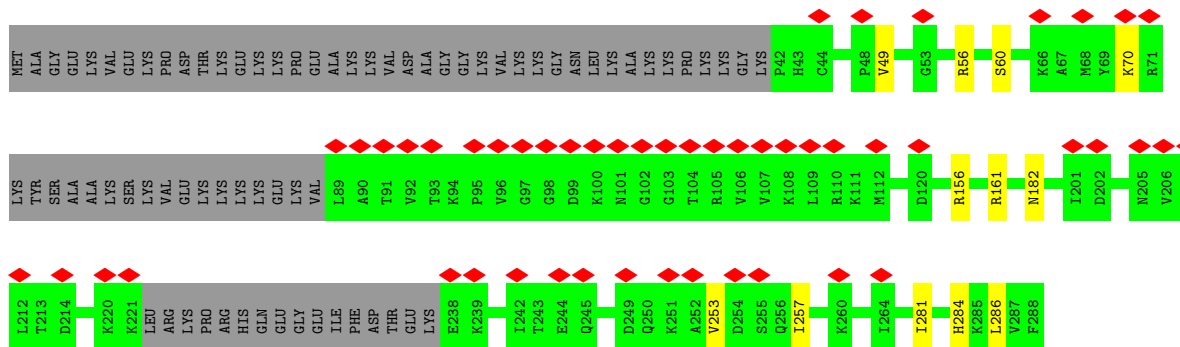 MET ALA GLY GLU LYS VAL GLU LYS PRO ASP THR LYS GLU LYS LYS PRO GLU ALA LYS LYS VAL ASP ALA GLY GLY LYS VAL LYS LYS GLY ASN LEU LYS ALA LYS LYS PRO LYS LYS GLY LYS P42 H43 C44 P48 V49 G53 R56 S60 K66 A67 M68 Y69 K70 R71
LYS TYR SER ALA ALA LYS SER LYS VAL GLU LYS LYS LYS LYS GLU LYS VAL L89 A90 T91 V92 T93 K94 P95 V96 G97 G98 D99 K100 N101 G102 G103 T104 R105 V106 V107 K108 L109 R110 K111 M112 D120 R156 R161 N182 I201 D202 N205 V206
L212 T213 D214 K220 K221 LEU ARG LYS PRO ARG HIS GLN GLU GLY GLU ILE PHE ASP THR GLU LYS E238 K239 I242 T243 E244 Q245 D249 Q250 K251 A252 V253 D254 S255 Q256 I257 K260 I264 I281 H284 K285 L286 V287 F288